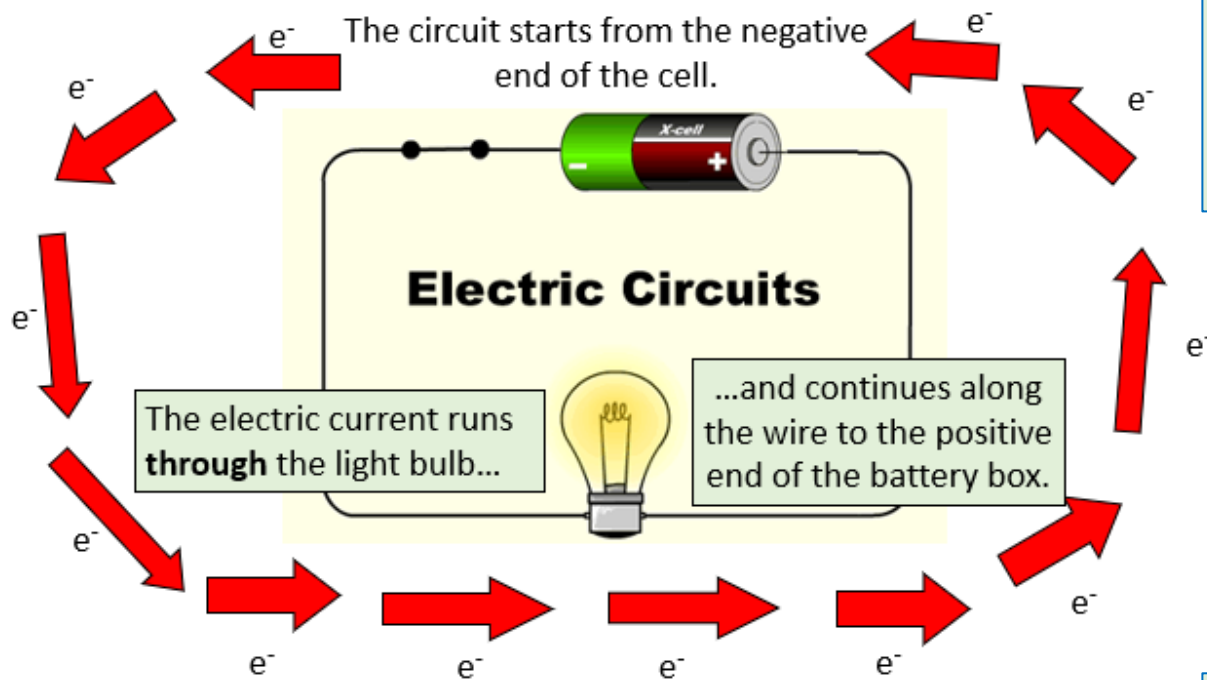 The circuit starts from the negative
end of the cell.
e-
e-
e-
e-
e-
e-
X-cell
-
+
Electric Circuits
e-
e-
The electric current runs
through the light bulb...
...and continues along
the wire to the positive
end of the battery box.
e-
e-
e-
e-
e-
e-